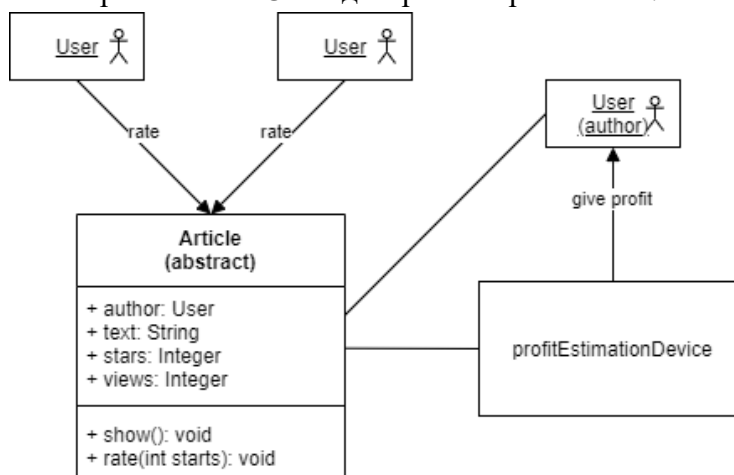 User
User
rate
rate
User
(author)
give profit
Article
(abstract)
+ author: User
+ text: String
+ stars: Integer
+ views: Integer
profitEstimationDevice
+ show(): void
+ rate(int starts): void